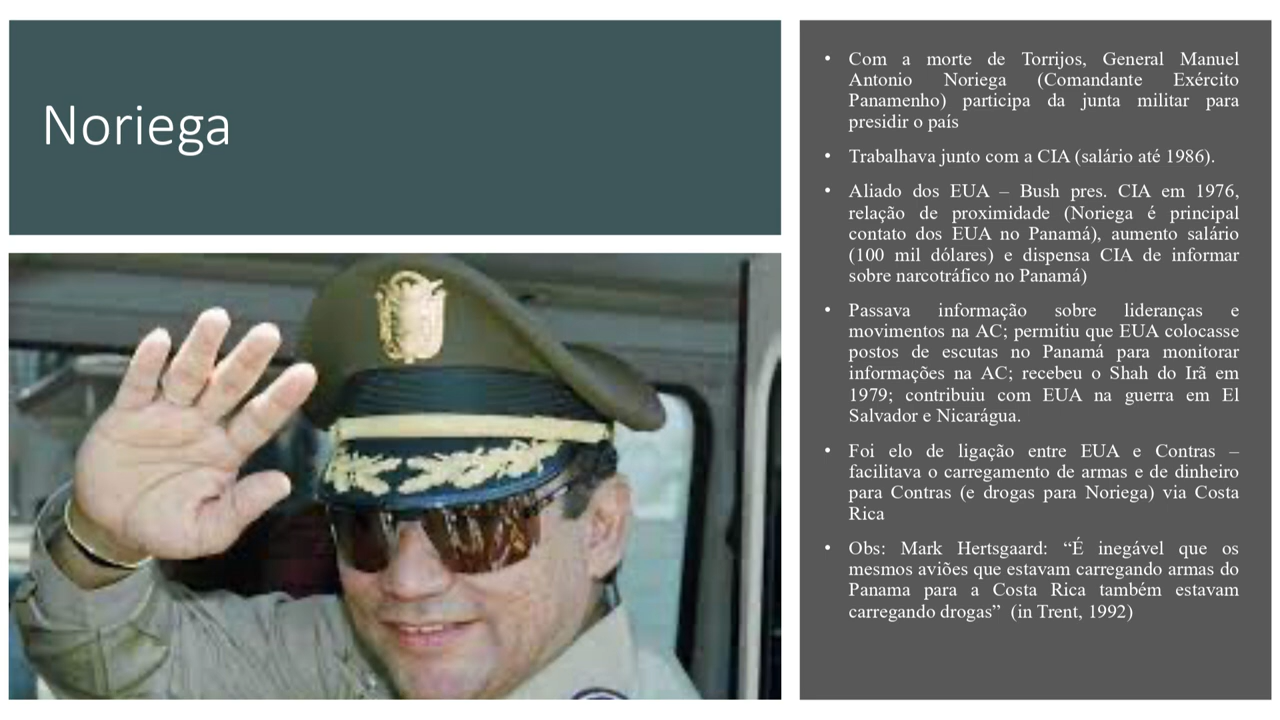 Noriega
• Com a morte de Torrijos, General Manuel
Antonio Noriega (Comandante Exército
Panamenho) participa da junta militar para
presidir o país
• Trabalhava junto com a CIA (salário até 1986).
• Aliado dos EUA – Bush pres. CIA em 1976,
relação de proximidade (Noriega é principal
contato dos EUA no Panamá), aumento salário
(100 mil dólares) e dispensa CIA de informar
sobre narcotráfico no Panamá)
• Passava informação sobre lideranças e
movimentos na AC; permitiu que EUA colocasse
postos de escutas no Panamá para monitorar
informações na AC; recebeu o Shah do Irã em
1979; contribuiu com EUA na guerra em El
Salvador e Nicarágua.
• Foi elo de ligação entre EUA e Contras –
facilitava o carregamento de armas e de dinheiro
para Contras (e drogas para Noriega) via Costa
Rica
• Obs: Mark Hertsgaard: “É inegável que os
mesmos aviões que estavam carregando armas do
Panama para a Costa Rica também estavam
carregando drogas” (in Trent, 1992)